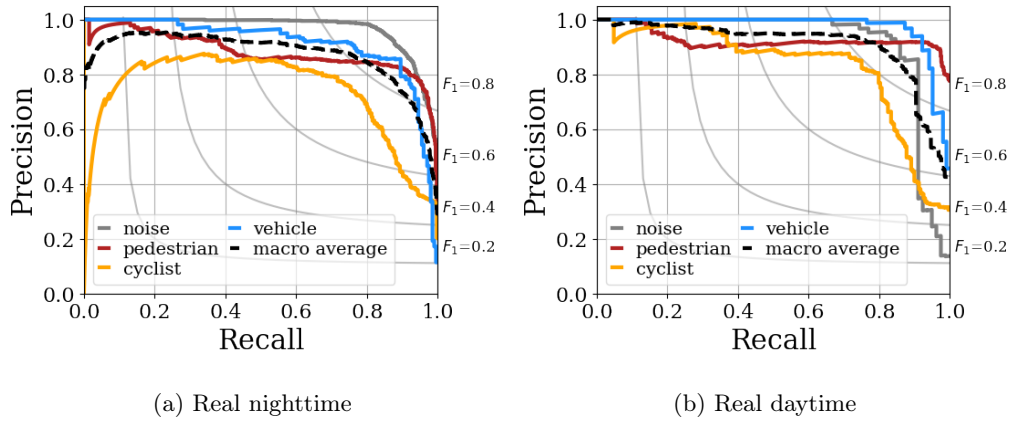 1.0
0.8
0.6
0.4
0.2
0.0
Precision
noise
pedestrian
cyclist
vehicle
macro average
F₁=0.8
F₁=0.6
F₁=0.4
F₁=0.2
0.0 0.2 0.4 0.6 0.8 1.0
Recall
(a) Real nighttime
1.0
0.8
0.6
0.4
0.2
0.0
Precision
noise
pedestrian
cyclist
vehicle
macro average
F₁=0.8
F₁=0.6
F₁=0.4
F₁=0.2
0.0 0.2 0.4 0.6 0.8 1.0
Recall
(b) Real daytime